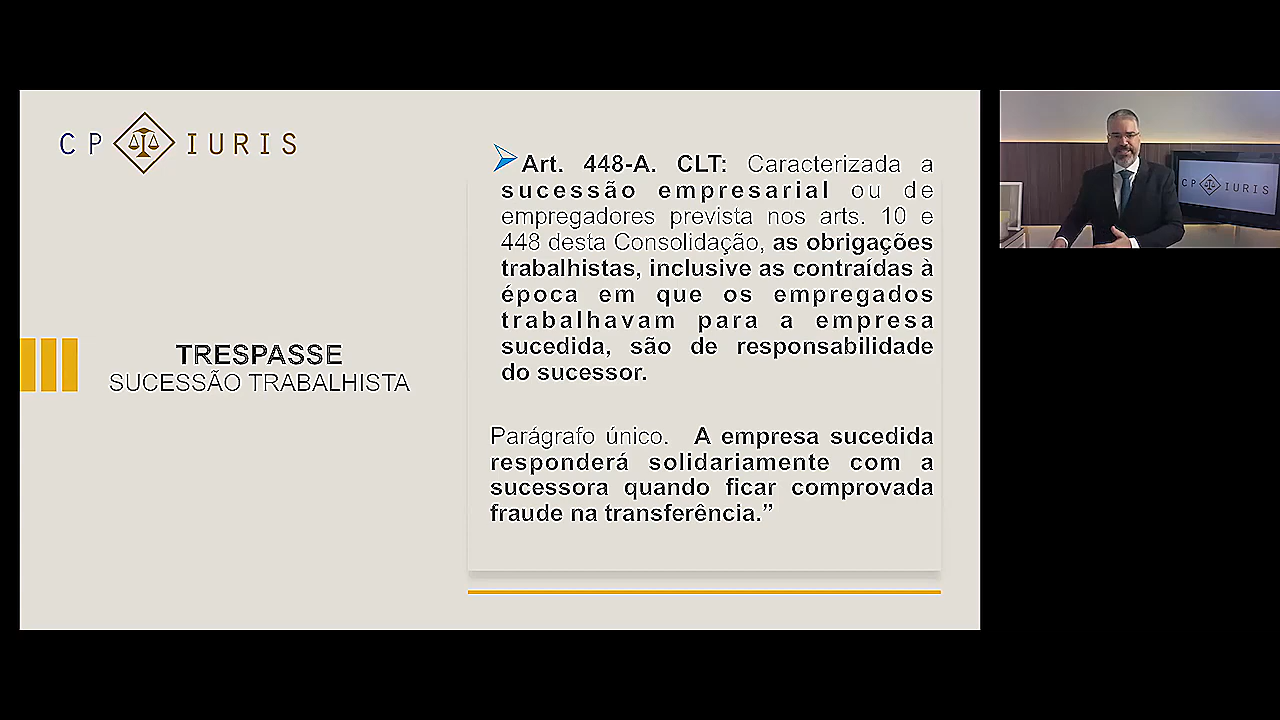 CP IURIS
TRESPASSE
SUCESSÃO TRABALHISTA
Art. 448-A. CLT: Caracterizada a
sucessão empresarial ou de
empregadores prevista nos arts. 10 e
448 desta Consolidação, as obrigações
trabalhistas, inclusive as contraídas à
época em que os empregados
trabalhavam para a empresa
sucedida, são de responsabilidade
do sucessor.
Parágrafo único. A empresa sucedida
responderá solidariamente com a
sucessora quando ficar comprovada
fraude na transferência.”
CP IURIS